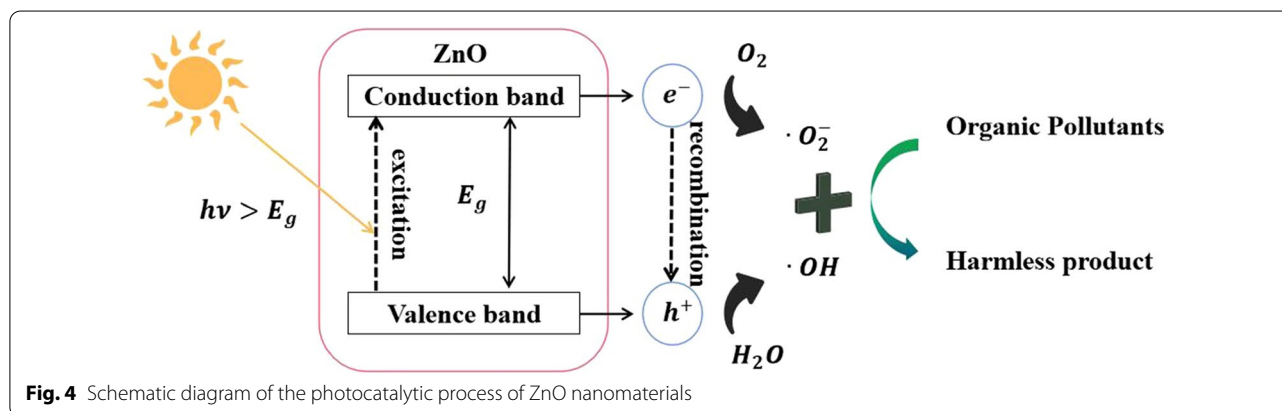 ZnO
Conduction band
Valence band
excitation
E_g
hν > E_g
e⁻
recombination
h⁺
O₂
H₂O
· O₂⁻
· OH
Organic Pollutants
Harmless product
Fig. 4 Schematic diagram of the photocatalytic process of ZnO nanomaterials